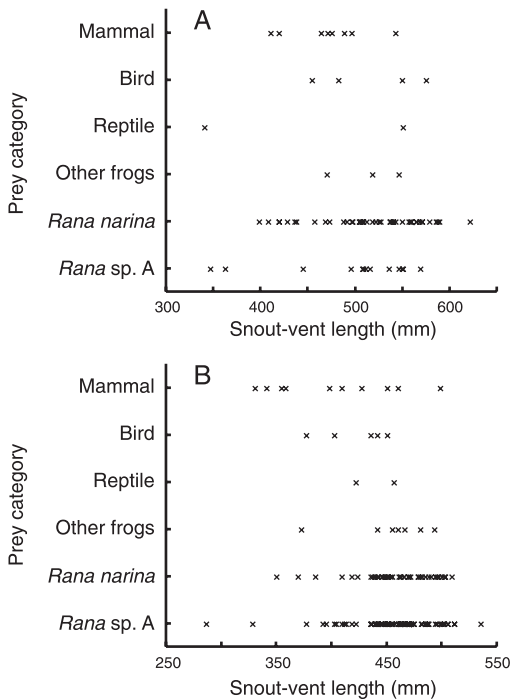 A
Prey category
Mammal
Bird
Reptile
Other frogs
Rana narina
Rana sp. A
300 400 500 600
Snout-vent length (mm)
B
Prey category
Mammal
Bird
Reptile
Other frogs
Rana narina
Rana sp. A
250 350 450 550
Snout-vent length (mm)